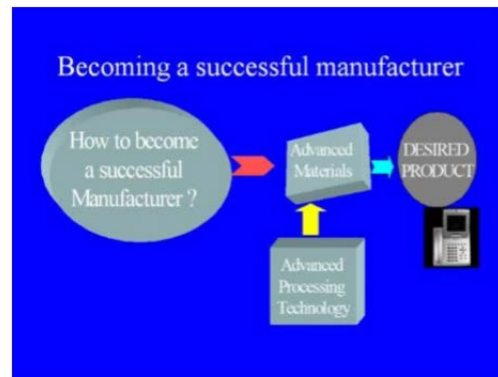 Becoming a successful manufacturer
How to become
a successful
Manufacturer ?
Advanced
Materials
DESIRED
PRODUCT
Advanced
Processing
Technology